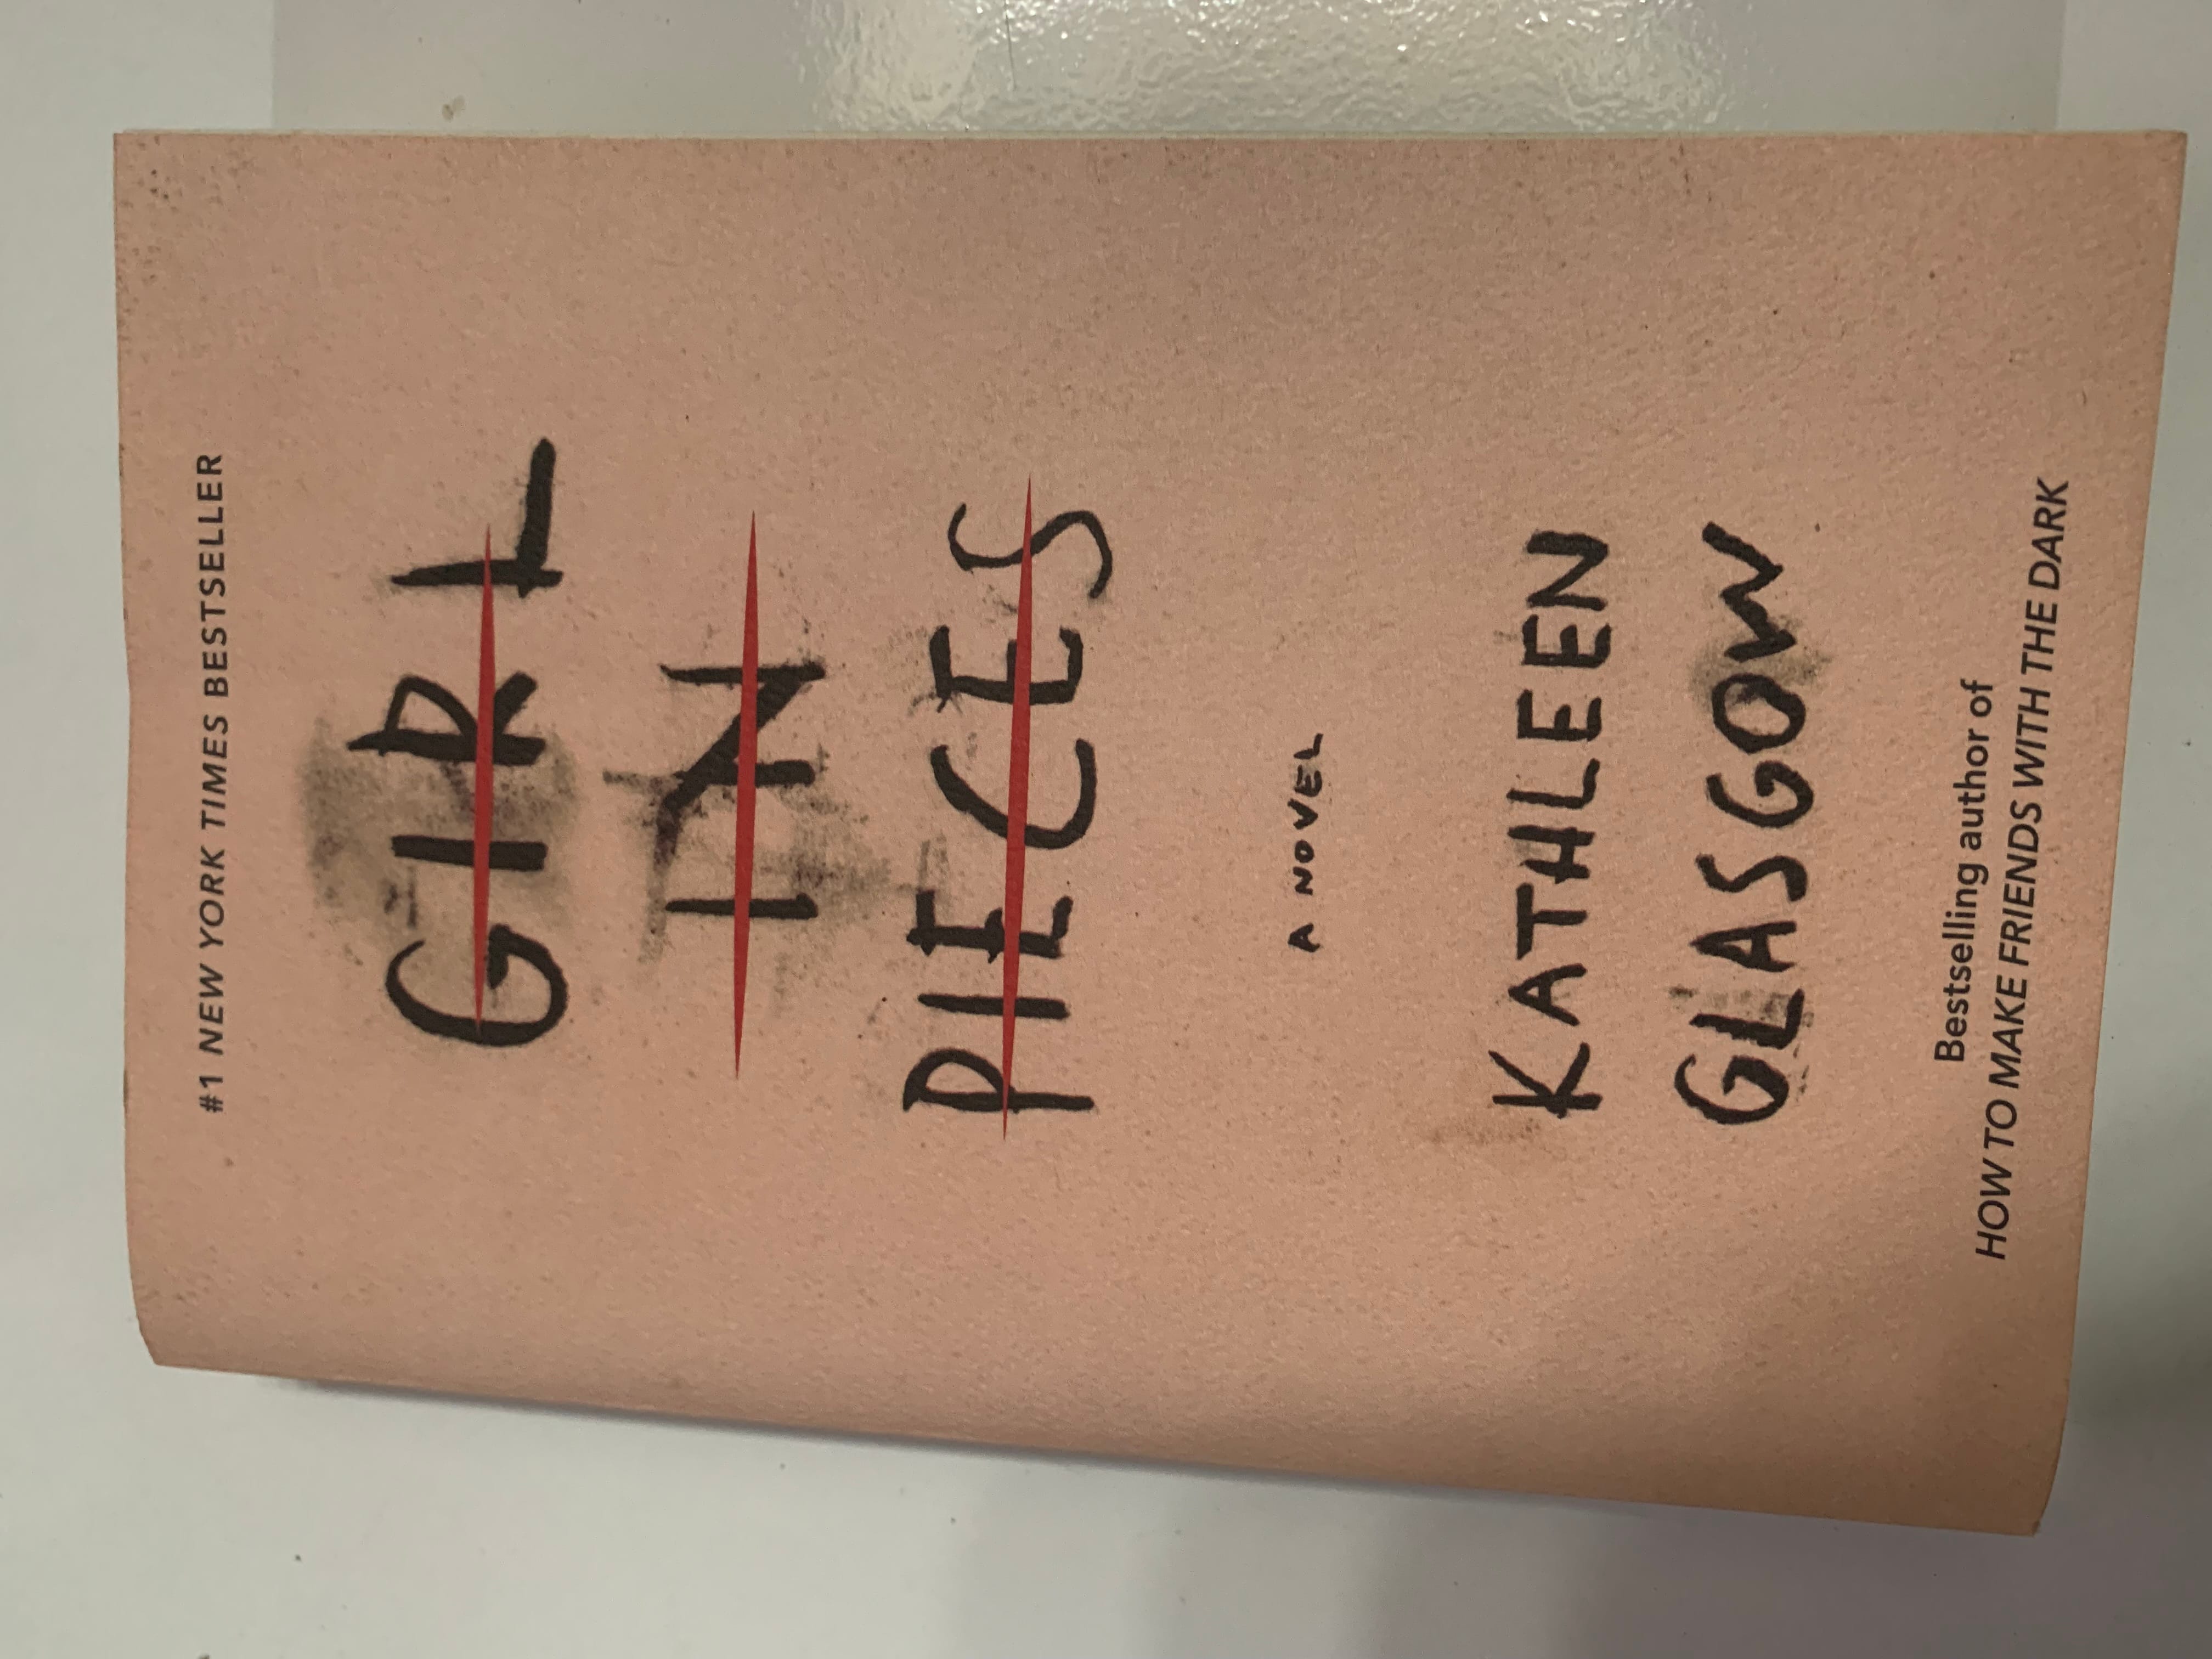 #1 NEW YORK TIMES BESTSELLER
GIRL
IN
PIECES
A NOVEL
KATHLEEN
GLASGOW
Bestselling author of
HOW TO MAKE FRIENDS WITH THE DARK